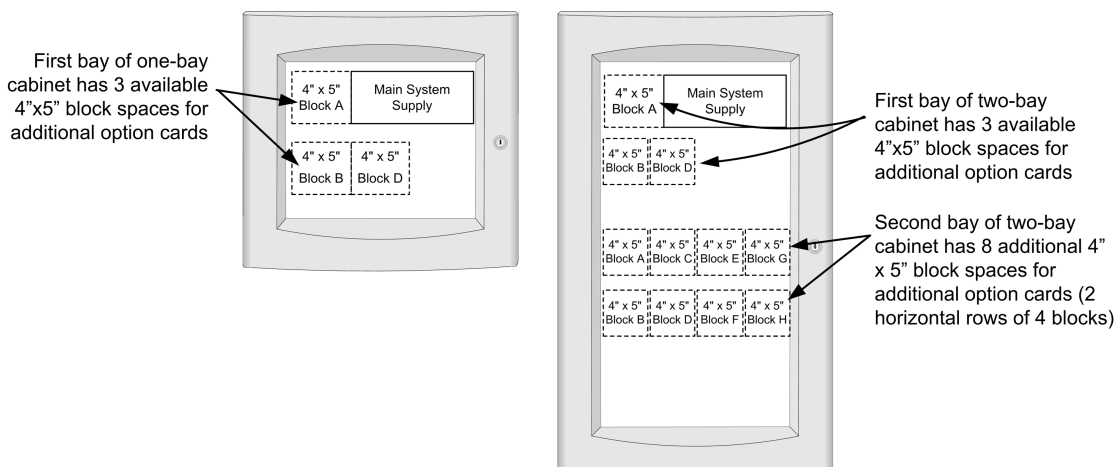 First bay of one-bay
cabinet has 3 available
4”x5” block spaces for
additional option cards
4" x 5"
Block A
Main System
Supply
4" x 5"
Block B
4" x 5"
Block D
4" x 5"
Block A
Main System
Supply
4" x 5"
Block B
4" x 5"
Block D
4" x 5"
Block A
4" x 5"
Block C
4" x 5"
Block E
4" x 5"
Block G
4" x 5"
Block B
4" x 5"
Block D
4" x 5"
Block F
4" x 5"
Block H
First bay of two-bay
cabinet has 3 available
4”x5” block spaces for
additional option cards
Second bay of two-bay
cabinet has 8 additional 4”
x 5” block spaces for
additional option cards (2
horizontal rows of 4 blocks)